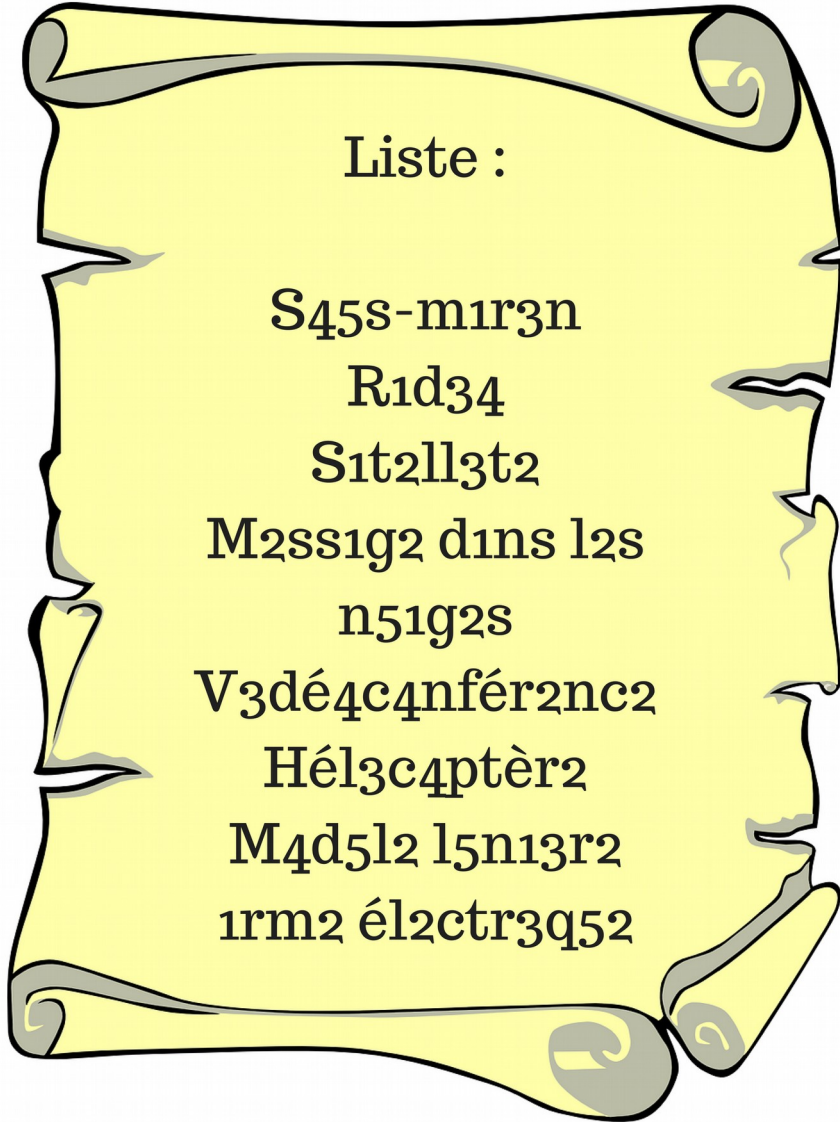 Liste :
S45s-m1r3n
R1d34
S1t2ll3t2
M2ss1g2 d1ns l2s
n51g2s
V3dé4c4nfér2nc2
Hél3c4ptèr2
M4d5l2 l5n13r2
1rm2 él2ctr3q52